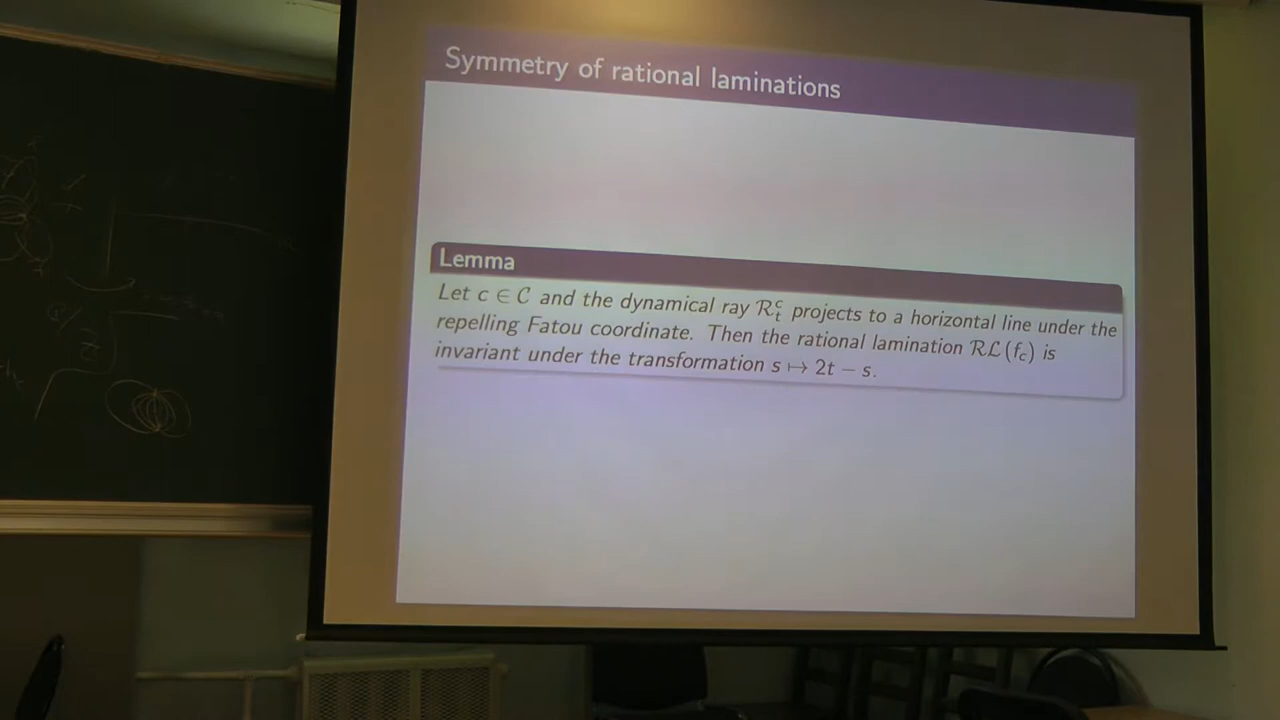 Symmetry of rational laminations
Lemma
Let c ∈ 𝒞 and the dynamical ray ℛₜᶜ projects to a horizontal line under the
repelling Fatou coordinate. Then the rational lamination ℛℒ(f_c) is
invariant under the transformation s ↦ 2t − s.